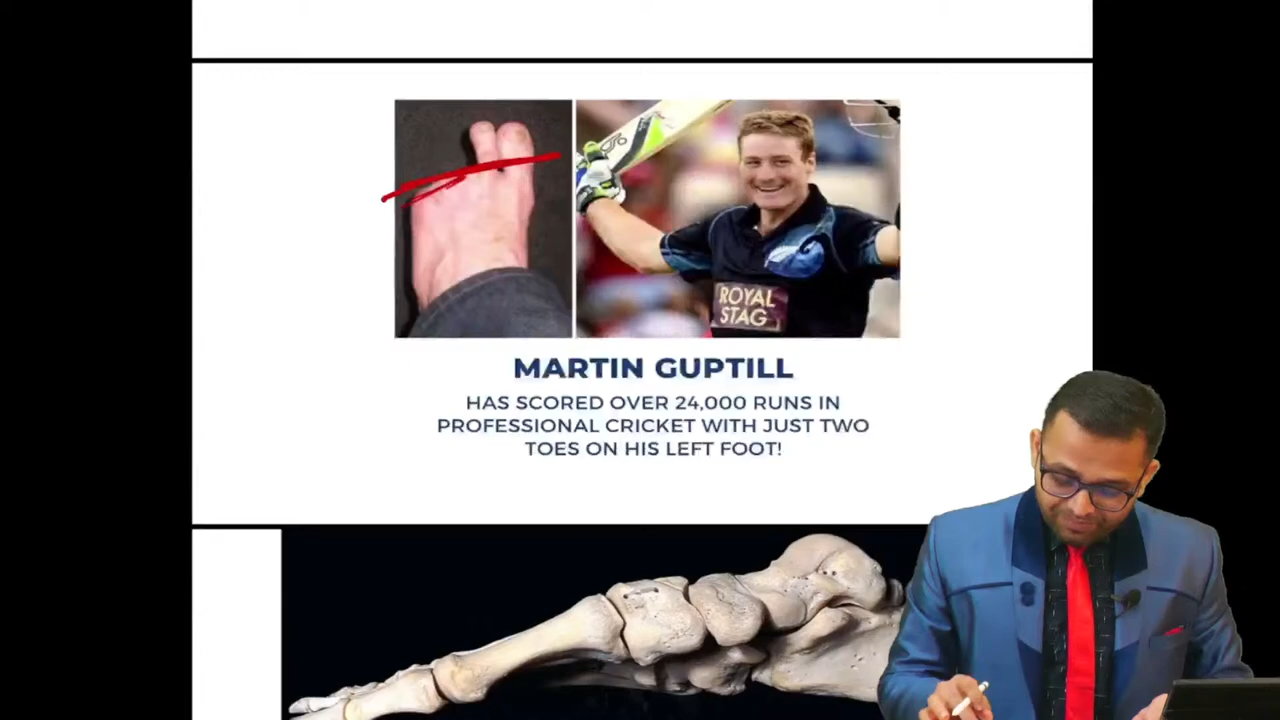 ROYAL
STAG
MARTIN GUPTILL
HAS SCORED OVER 24,000 RUNS IN
PROFESSIONAL CRICKET WITH JUST TWO
TOES ON HIS LEFT FOOT!